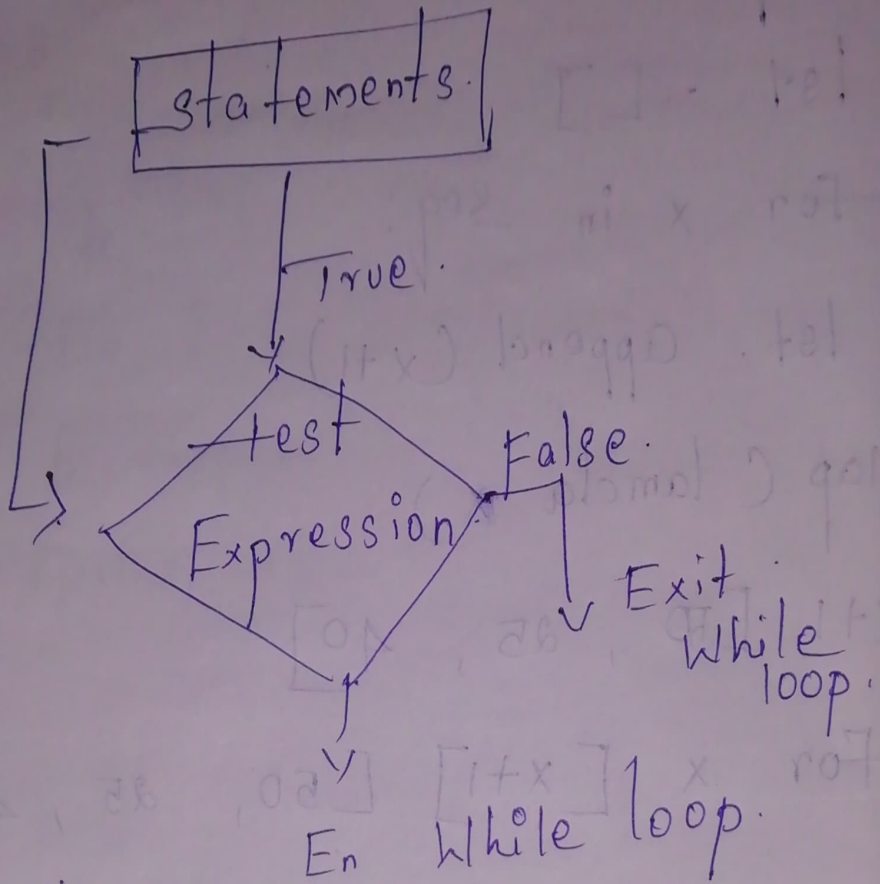 Statements.
True.
test
False.
Expression
Exit
While
loop.
En While loop.